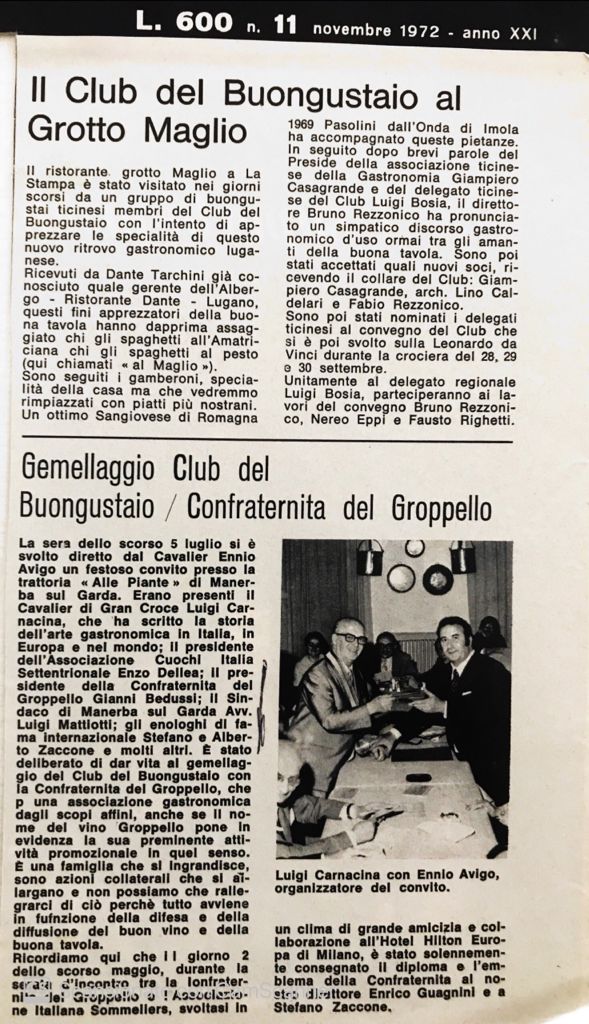 L. 600 n. 11 novembre 1972 - anno XXI
Il Club del Buongustaio al
Grotto Maglio
Il ristorante grotto Maglio a La
Stampa è stato visitato nei giorni
scorsi da un gruppo di buongu-
stai ticinesi membri del Club del
Buongustaio con l'intento di ap-
prezzare le specialità di questo
nuovo ritrovo gastronomico luga-
nese.
Ricevuti da Dante Tarchini già co-
nosciuto quale gerente dell'Alber-
go - Ristorante Dante - Lugano,
questi fini apprezzatori della buo-
na tavola hanno dapprima assag-
giato chi gli spaghetti all'Amatri-
ciana chi gli spaghetti al pesto
(qui chiamati « al Maglio »).
Sono seguiti i gamberoni, specia-
lità della casa ma che vedremmo
rimpiazzati con piatti più nostrani.
Un ottimo Sangiovese di Romagna
1969 Pasolini dall'Onda di Imola
ha accompagnato queste pietanze.
In seguito dopo brevi parole del
Preside della associazione ticine-
se della Gastronomia Giampiero
Casagrande e del delegato ticine-
se del Club Luigi Bosia, il diretto-
re Bruno Rezzonico ha pronuncia-
to un simpatico discorso gastro-
nomico d'uso ormai tra gli aman-
ti della buona tavola. Sono poi
stati accettati quali nuovi soci, ri-
cevendo il collare del Club: Giam-
piero Casagrande, arch. Lino Cal-
delari e Fabio Rezzonico.
Sono poi stati nominati i delegati
ticinesi al convegno del Club che
si è poi svolto sulla Leonardo da
Vinci durante la crociera del 28, 29
e 30 settembre.
Unitamente al delegato regionale
Luigi Bosia, parteciperanno ai la-
vori del convegno Bruno Rezzoni-
co, Nereo Eppi e Fausto Righetti.
Gemellaggio Club del
Buongustaio / Confraternita del Groppello
La sera dello scorso 5 luglio si è
svolto diretto dal Cavalier Ennio
Avigo un festoso convito presso la
trattoria « Alle Piante » di Maner-
ba sul Garda. Erano presenti il
Cavalier di Gran Croce Luigi Car-
nacina, che ha scritto la storia
dell'arte gastronomica in Italia, in
Europa e nel mondo; il presidente
dell'Associazione Cuochi Italia
Settentrionale Enzo Dellea; il pre-
sidente della Confraternita del
Groppello Gianni Bedussi; il Sin-
daco di Manerba sul Garda Avv.
Luigi Mattiotti; gli enologhi di fa-
ma internazionale Stefano e Alber-
to Zaccone e molti altri. È stato
deliberato di dar vita al gemellag-
gio del Club del Buongustaio con
la Confraternita del Groppello, che
p una associazione gastronomica
dagli scopi affini, anche se il no-
me del vino Groppello pone in
evidenza la sua preminente atti-
vità promozionale in quel senso.
È una famiglia che si ingrandisce,
sono azioni collaterali che si al-
largano e non possiamo che ralle-
grarci di ciò perchè tutto avviene
in fufnzione della difesa e della
diffusione del buon vino e della
buona tavola.
Ricordiamo qui che il giorno 2
dello scorso maggio, durante la
serata d'incontro tra la Confrater-
nita del Groppello e l'Associazio-
ne Italiana Sommeliers, svoltasi in
Luigi Carnacina con Ennio Avigo,
organizzatore del convito.
un clima di grande amicizia e col-
laborazione all'Hotel Hilton Euro-
pa di Milano, è stato solennemen-
te consegnato il diploma e l'em-
blema della Confraternita al no-
stro direttore Enrico Guagnini e a
Stefano Zaccone.